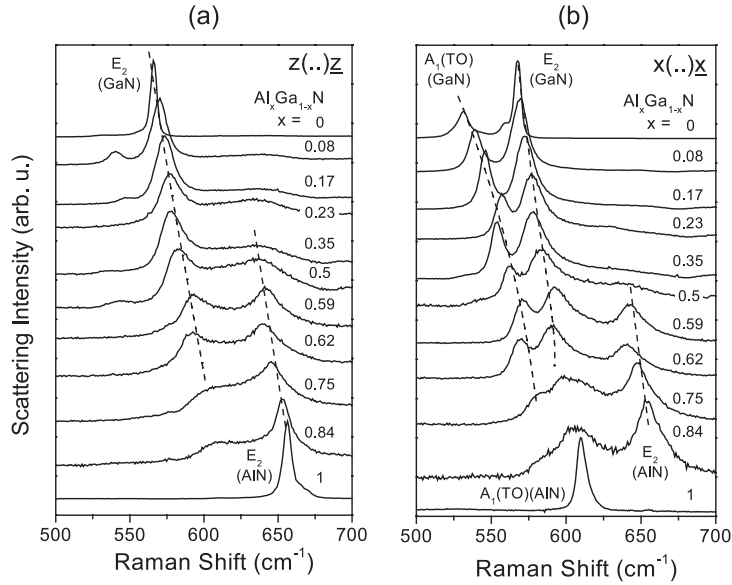 (a)
Scattering Intensity (arb. u.)
E₂
(GaN)
z(..)z
AlₓGa₁₋ₓN
x = 0
0.08
0.17
0.23
0.35
0.5
0.59
0.62
0.75
0.84
E₂
(AlN)
1
500 550 600 650 700
Raman Shift (cm⁻¹)
(b)
A₁(TO)
(GaN)
E₂
(GaN)
x(..)x
AlₓGa₁₋ₓN
x = 0
0.08
0.17
0.23
0.35
0.5
0.59
0.62
0.75
0.84
E₂
(AlN)
A₁(TO)(AlN)
1
500 550 600 650 700
Raman Shift (cm⁻¹)